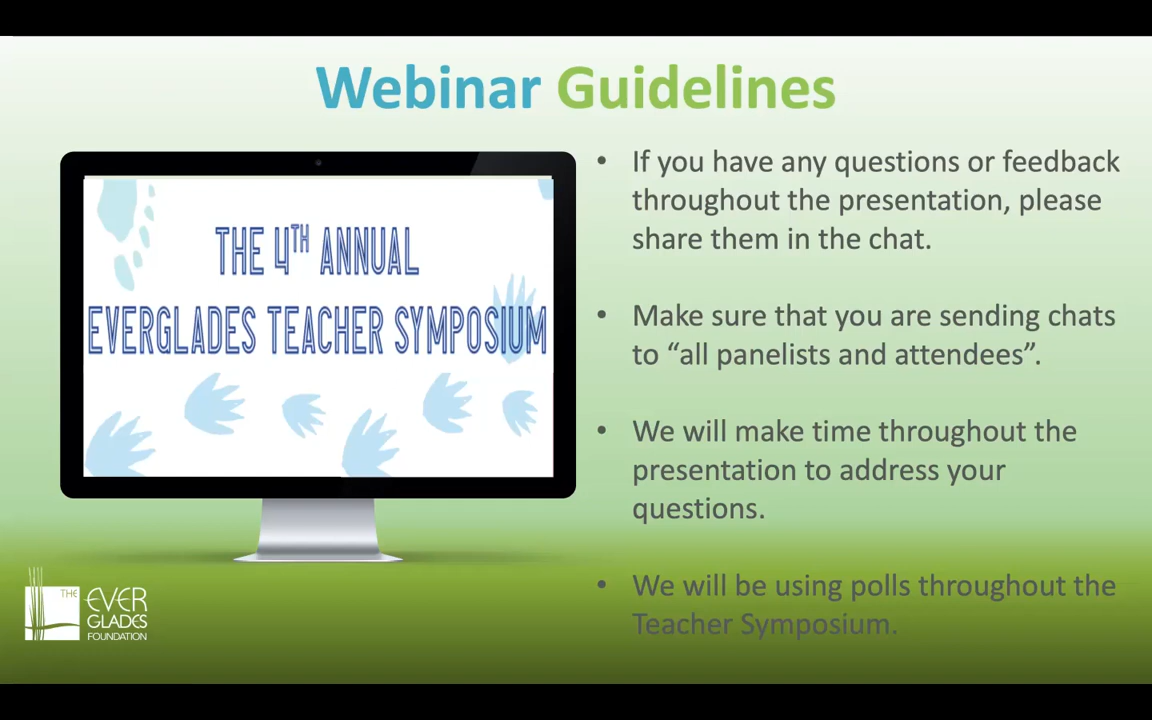 Webinar Guidelines
THE 4TH ANNUAL
EVERGLADES TEACHER SYMPOSIUM
• If you have any questions or feedback
throughout the presentation, please
share them in the chat.
• Make sure that you are sending chats
to “all panelists and attendees”.
• We will make time throughout the
presentation to address your
questions.
• We will be using polls throughout the
Teacher Symposium.
THE EVER
GLADES
FOUNDATION